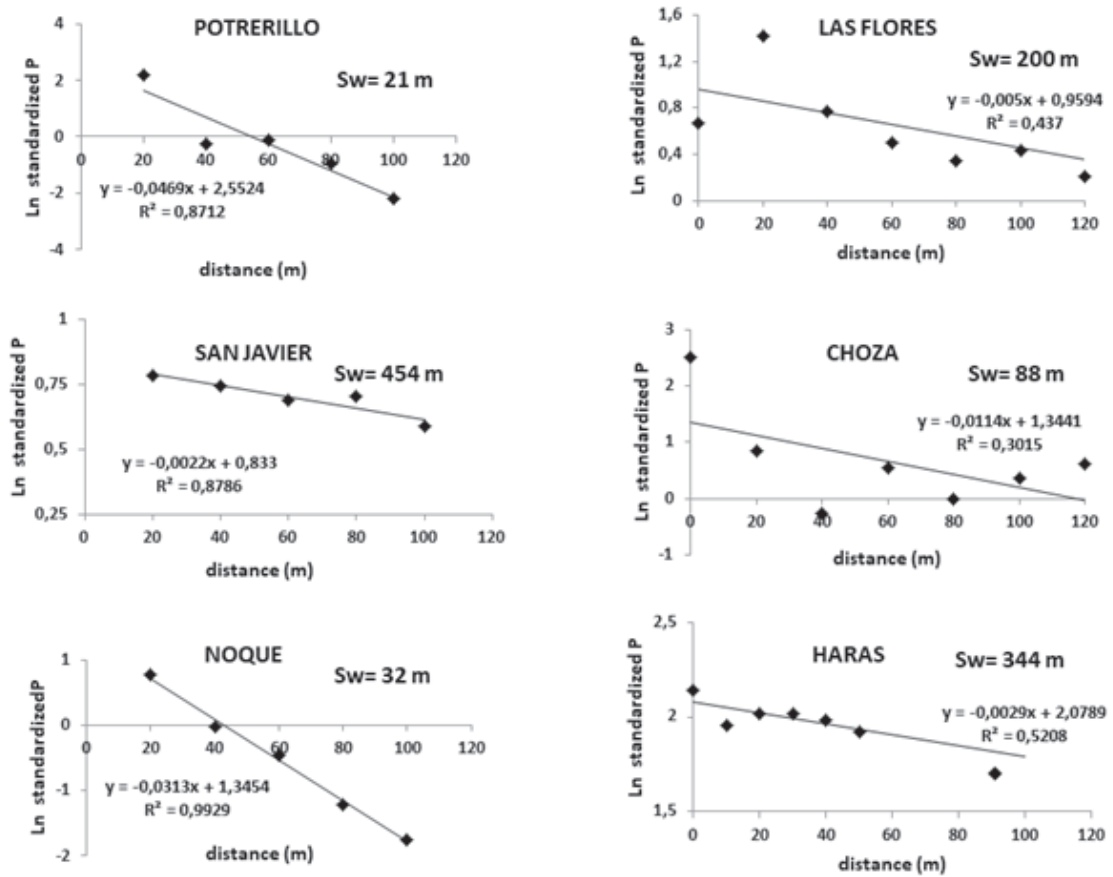 POTRERILLO
Sw= 21 m
Ln standardized P
4
2
0
-2
-4
0
20
40
60
80
100
120
y = -0,0469x + 2,5524
R² = 0,8712
distance (m)
LAS FLORES
Sw= 200 m
Ln standardized P
1,6
1,2
0,8
0,4
0
y = -0,005x + 0,9594
R² = 0,437
0
20
40
60
80
100
120
distance (m)
SAN JAVIER
Sw= 454 m
Ln standardized P
1
0,75
0,5
0,25
y = -0,0022x + 0,833
R² = 0,8786
0
20
40
60
80
100
120
distance (m)
CHOZA
Sw= 88 m
Ln standardized P
3
2
1
0
-1
y = -0,0114x + 1,3441
R² = 0,3015
0
20
40
60
80
100
120
distance (m)
NOQUE
Sw= 32 m
Ln standardizedP
1
0
-1
-2
0
20
40
60
80
100
120
y = -0,0313x + 1,3454
R² = 0,9929
distance (m)
HARAS
Sw= 344 m
Ln standardized P
2,5
2
1,5
y = -0,0029x + 2,0789
R² = 0,5208
0
20
40
60
80
100
120
distance (m)